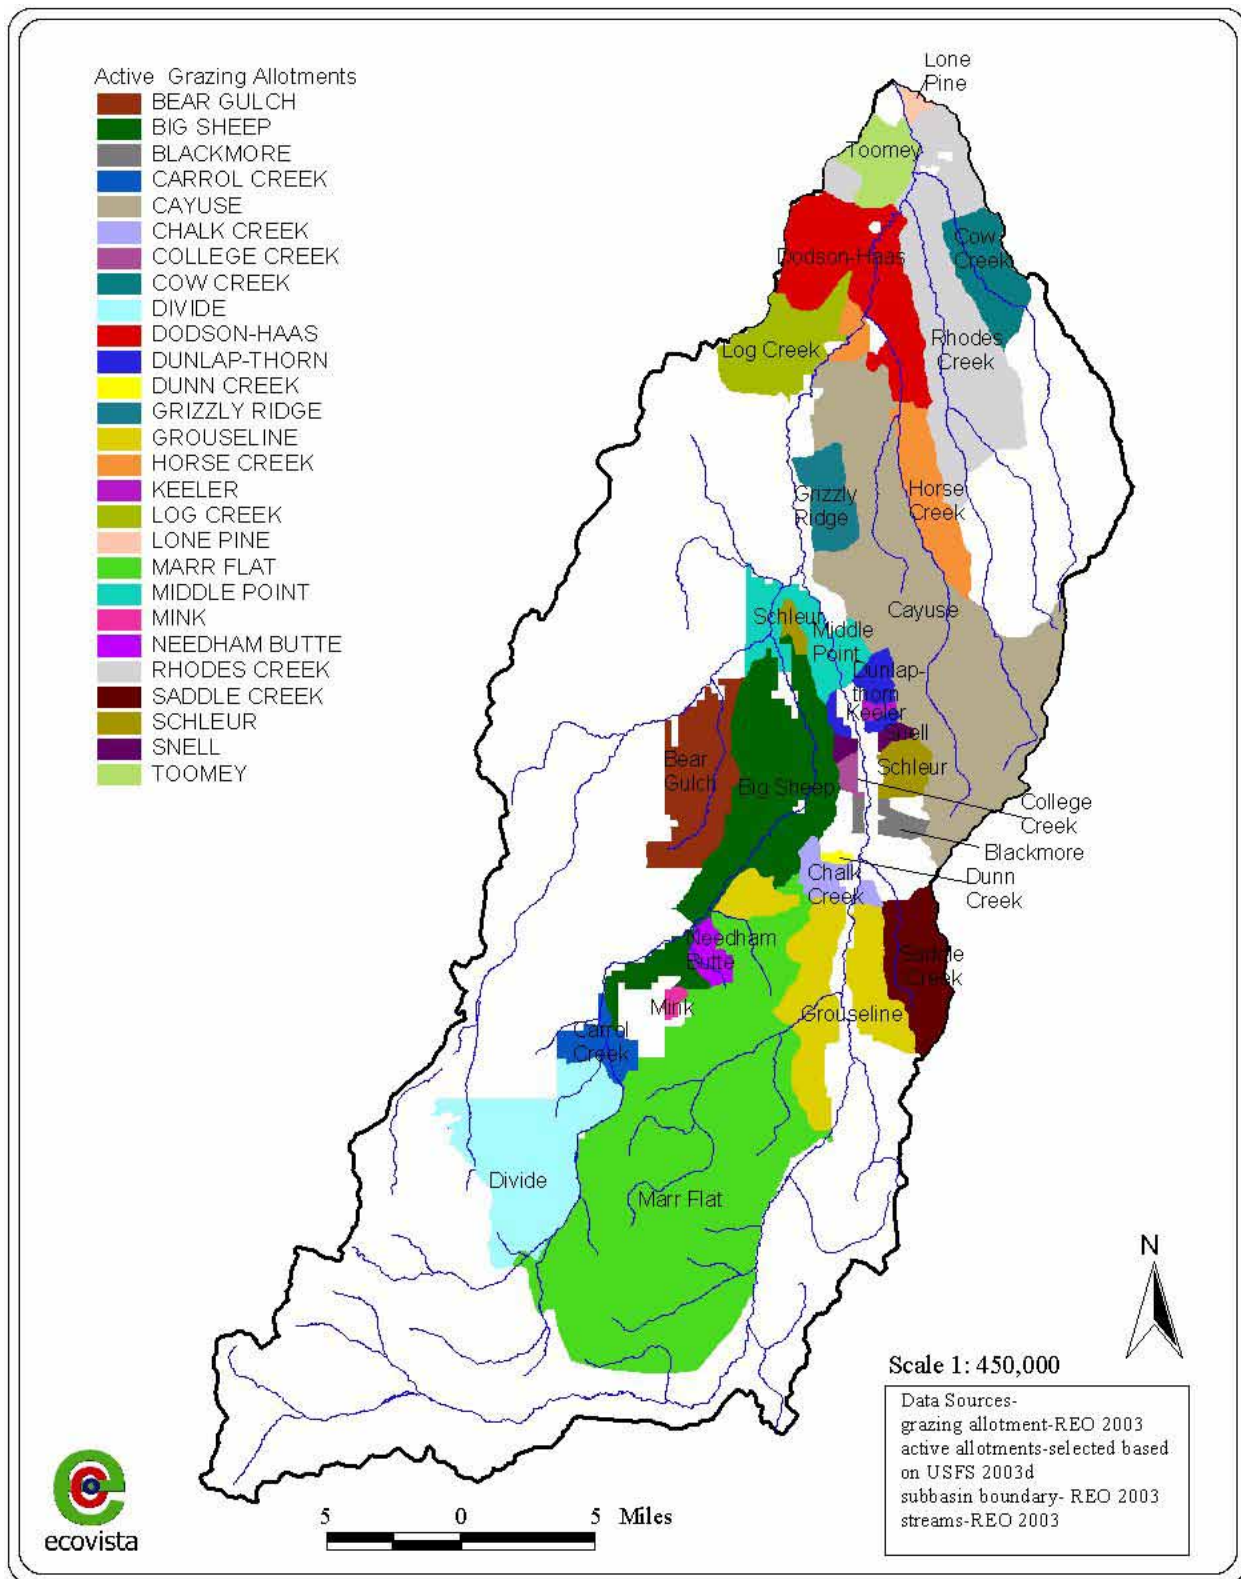 Active Grazing Allotments
BEAR GULCH
BIG SHEEP
BLACKMORE
CARROL CREEK
CAYUSE
CHALK CREEK
COLLEGE CREEK
COW CREEK
DIVIDE
DODSON-HAAS
DUNLAP-THORN
DUNN CREEK
GRIZZLY RIDGE
GROUSELINE
HORSE CREEK
KEELER
LOG CREEK
LONE PINE
MARR FLAT
MIDDLE POINT
MINK
NEEDHAM BUTTE
RHODES CREEK
SADDLE CREEK
SCHLEUR
SNELL
TOOMEY
Lone
Pine
Toomey
Cow
Creek
Dodson-Haas
Rhodes
Creek
Log Creek
Grizzly
Ridge
Horse
Creek
Cayuse
Schleur
Middle
Point
Dunlap-
thorn
Keeler
Snell
Schleur
Bear
Gulch
Big Sheep
College
Creek
Blackmore
Dunn
Creek
Chalk
Creek
Needham
Butte
Saddle
Creek
Mink
Grouseline
Carrol
Creek
Divide
Marr Flat
N
Scale 1: 450,000
Data Sources-
grazing allotment-REO 2003
active allotments-selected based
on USFS 2003d
subbasin boundary- REO 2003
streams-REO 2003
5 0 5 Miles
ecovista